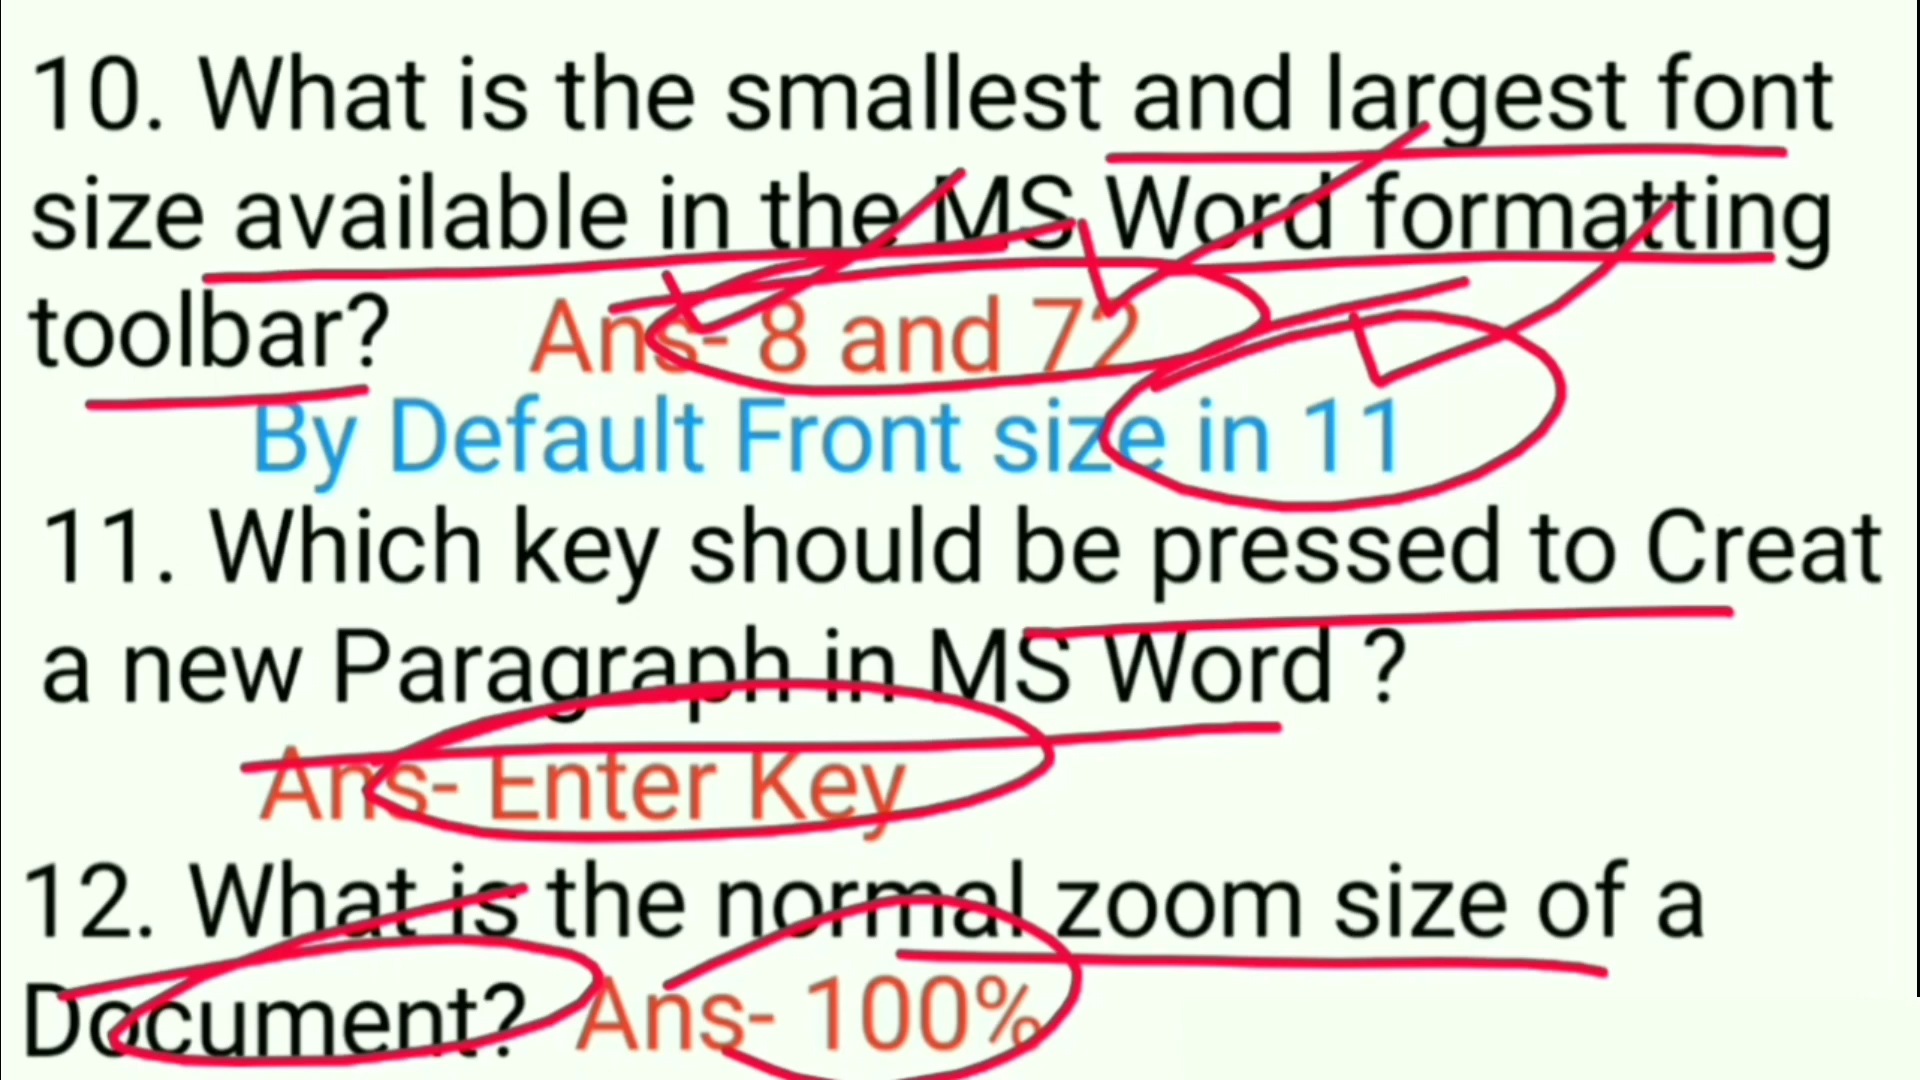 10. What is the smallest and largest font
size available in the MS Word formatting
toolbar? Ans- 8 and 72
By Default Front size in 11
11. Which key should be pressed to Creat
a new Paragraph in MS Word ?
Ans- Enter Key
12. What is the normal zoom size of a
Document? Ans- 100%